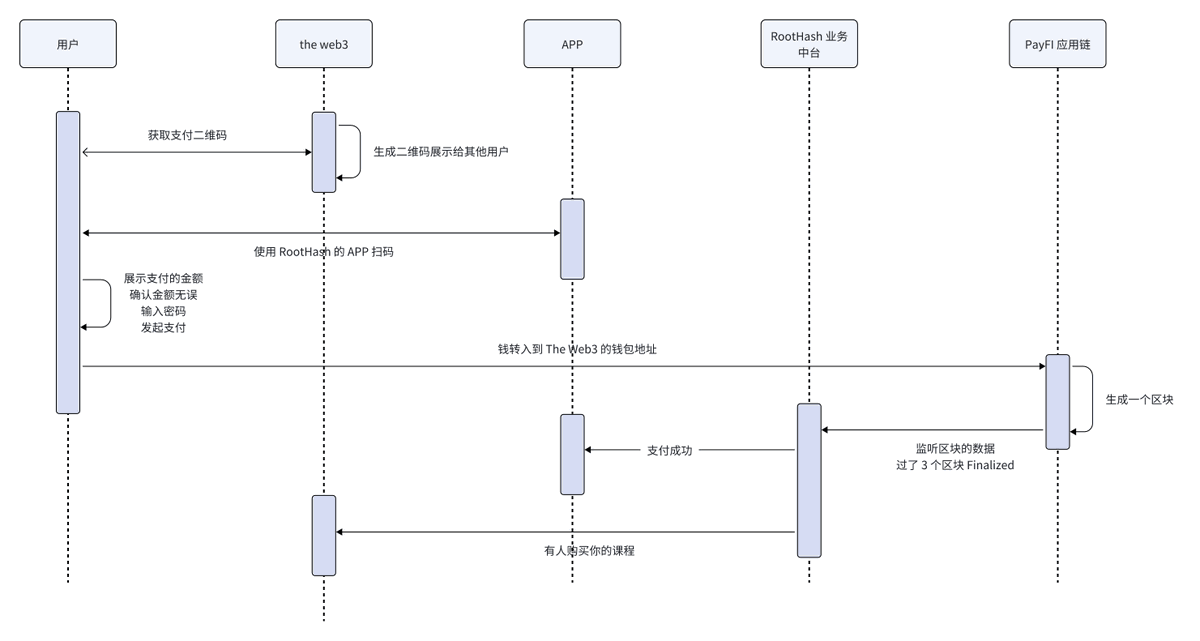 用户
the web3
APP
RootHash 业务
中台
PayFI 应用链
获取支付二维码
生成二维码展示给其他用户
使用 RootHash 的 APP 扫码
展示支付的金额
确认金额无误
输入密码
发起支付
钱转入到 The Web3 的钱包地址
生成一个区块
监听区块的数据
过了 3 个区块 Finalized
支付成功
有人购买你的课程